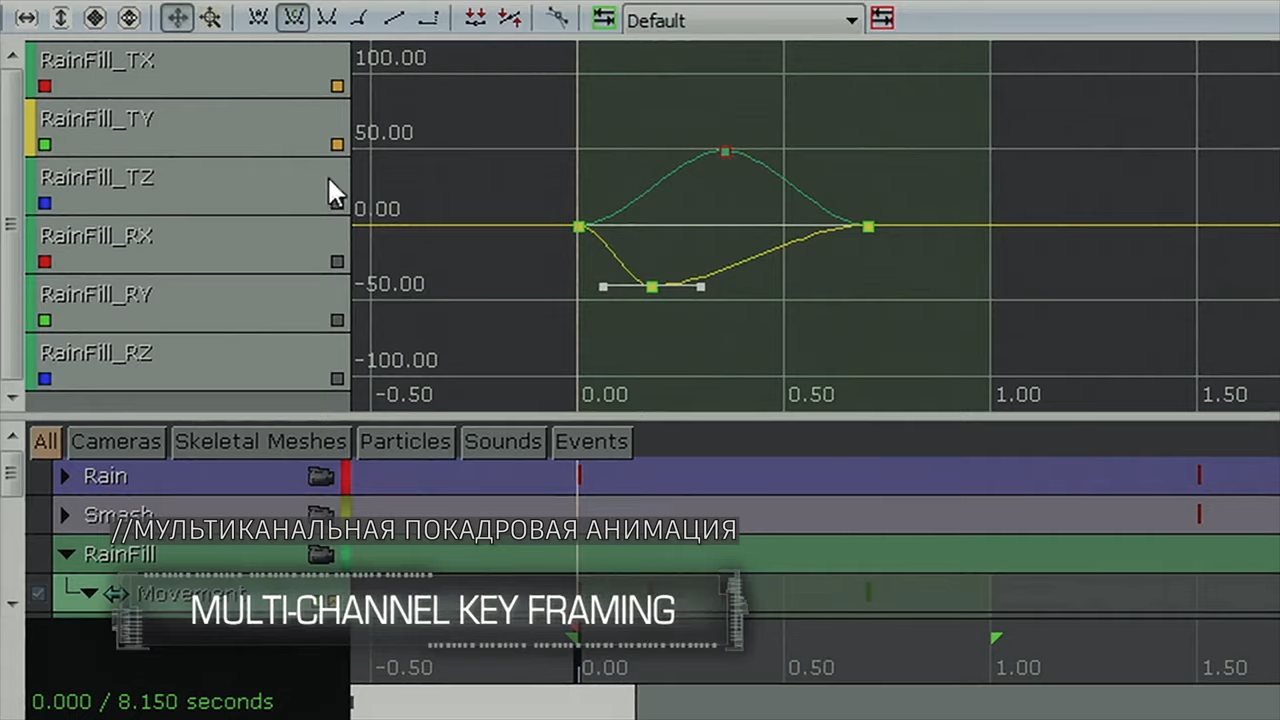 Default
RainFill_TX
RainFill_TY
RainFill_TZ
RainFill_RX
RainFill_RY
RainFill_RZ
100.00
50.00
0.00
-50.00
-100.00
-0.50 0.00 0.50 1.00 1.50
All Cameras Skeletal Meshes Particles Sounds Events
Rain
Smash
//МУЛЬТИКАНАЛЬНАЯ ПОКАДРОВАЯ АНИМАЦИЯ
RainFill
Movement
MULTI-CHANNEL KEY FRAMING
-0.50 0.00 0.50 1.00 1.50
0.000 / 8.150 seconds